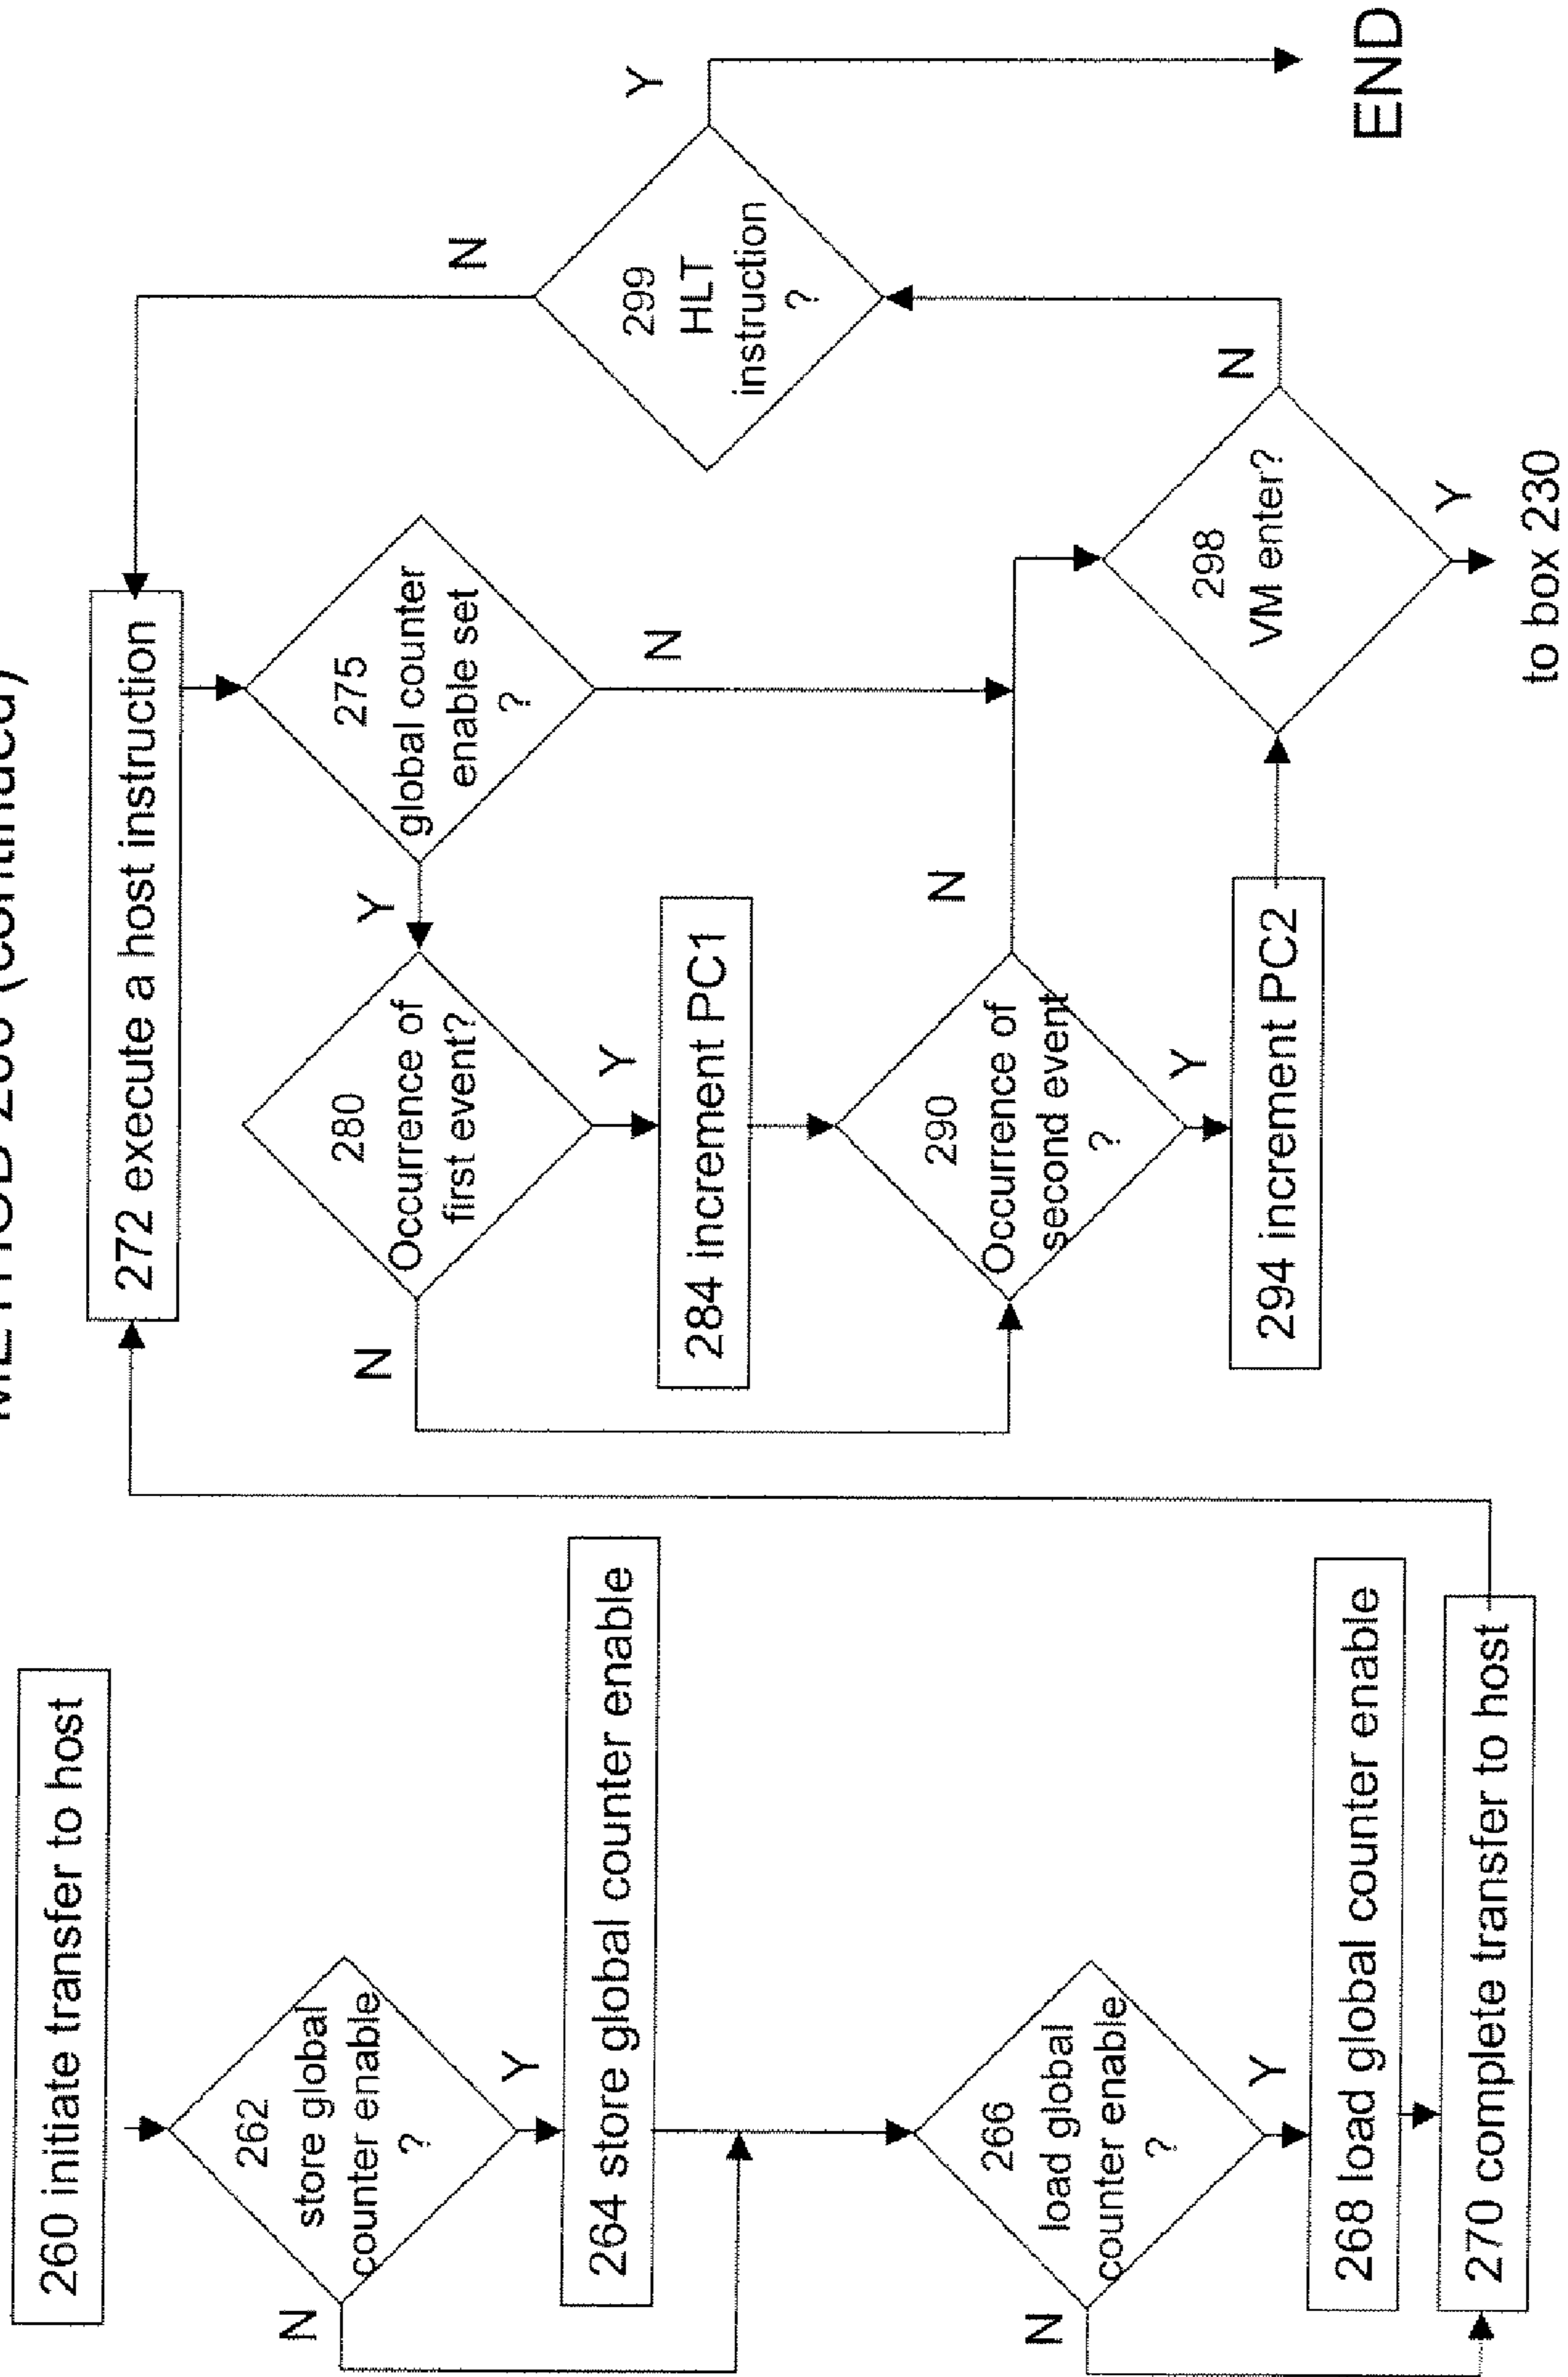 METHOD (continued)
260 initiate transfer to host
262
store global
counter enable
?
N
Y
264 store global counter enable
266
load global
counter enable
?
N
Y
268 load global counter enable
270 complete transfer to host
272 execute a host instruction
275
global counter
enable set
?
Y
N
280
Occurrence of
first event?
N
Y
284 increment PC1
290
Occurrence of
second event
?
N
Y
294 increment PC2
298
VM enter?
N
Y
to box 230
299
HLT
instruction
?
N
Y
END